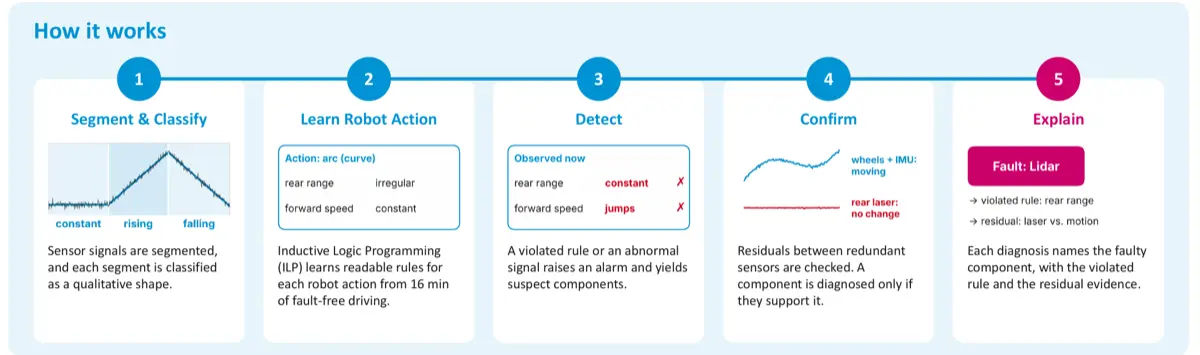 How it works
1
Segment & Classify
constant rising falling
Sensor signals are segmented,
and each segment is classified
as a qualitative shape.
2
Learn Robot Action
Action: arc (curve)
rear range irregular
forward speed constant
Inductive Logic Programming
(ILP) learns readable rules for
each robot action from 16 min
of fault-free driving.
3
Detect
Observed now
rear range constant ✗
forward speed jumps ✗
A violated rule or an abnormal
signal raises an alarm and yields
suspect components.
4
Confirm
wheels + IMU:
moving
rear laser:
no change
Residuals between redundant
sensors are checked. A
component is diagnosed only if
they support it.
5
Explain
Fault: Lidar
→ violated rule: rear range
→ residual: laser vs. motion
Each diagnosis names the faulty
component, with the violated
rule and the residual evidence.